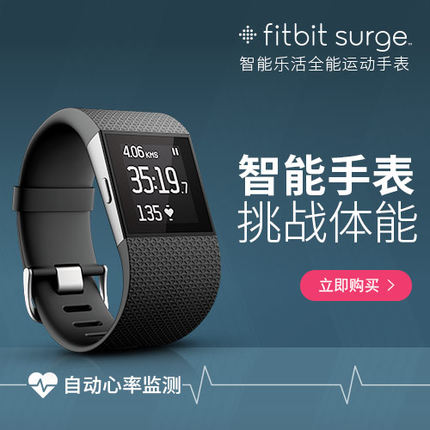 fitbit surge™
智能乐活全能运动手表
4.06 KMS
35:19.7
135
智能手表
挑战体能
立即购买 >
自动心率监测